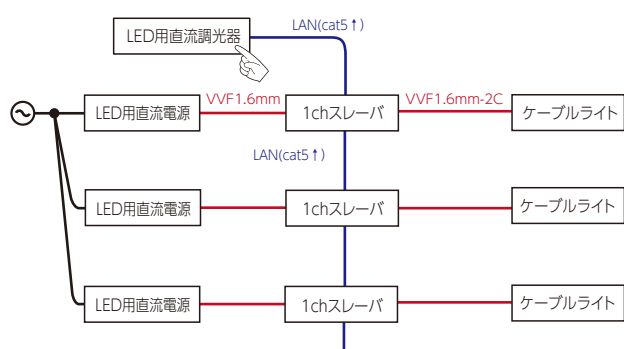 LED用直流調光器
LAN(cat5↑)
LED用直流電源
VVF1.6mm
1chスレーバ
VVF1.6mm-2C
ケーブルライト
LAN(cat5↑)
LED用直流電源
1chスレーバ
ケーブルライト
LED用直流電源
1chスレーバ
ケーブルライト